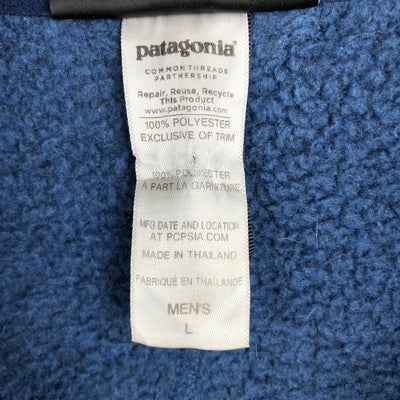 patagonia®
COMMON THREADS
PARTNERSHIP
Repair, Reuse, Recycle
This Product
www.patagonia.com
100% POLYESTER
EXCLUSIVE OF TRIM
100% POLYESTER
A PART LA GARNITURE
MFG DATE AND LOCATION
AT PCPSIA.COM
MADE IN THAILAND
FABRIQUÉ EN THAÏLANDE
MEN'S
L